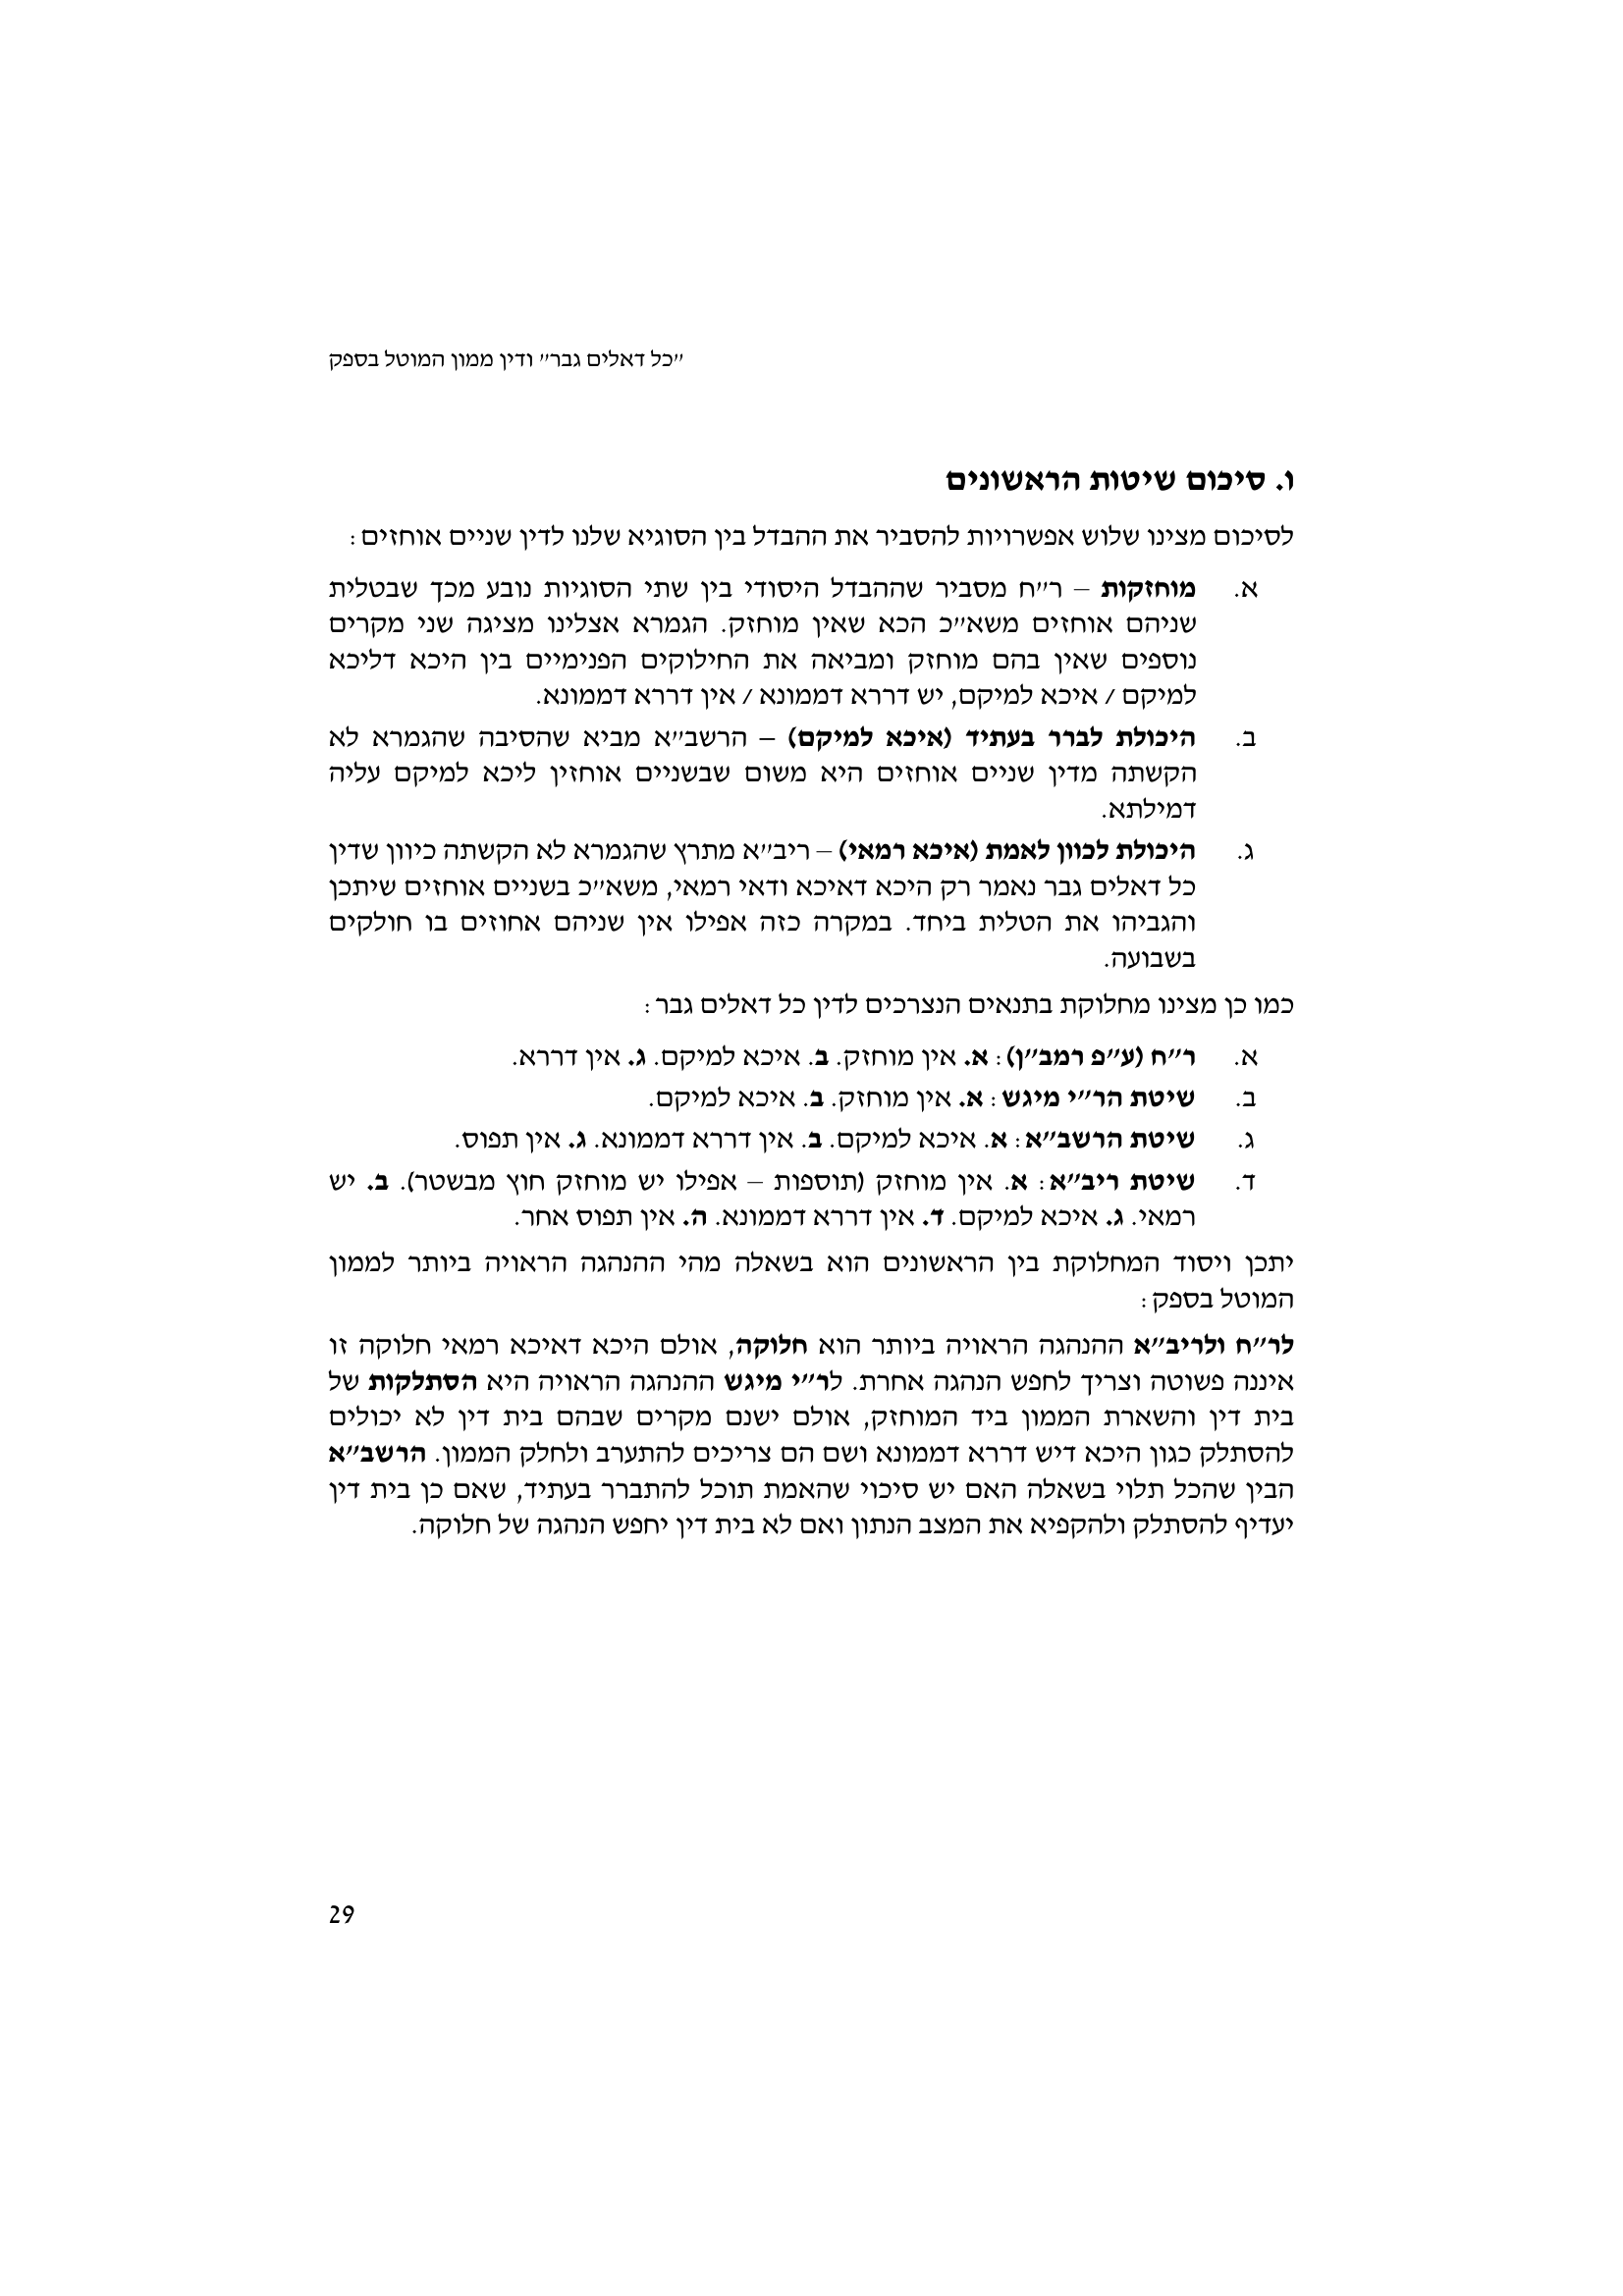 "כל דאלים גבר" ודין ממון המוטל בספק
ו. סיכום שיטות הראשונים
לסיכום מצינו שלוש אפשרויות להסביר את ההבדל בין הסוגיא שלנו לדין שניים אוחזים:
א. מוחזקות – ר"ח מסביר שההבדל היסודי בין שתי הסוגיות נובע מכך שבטלית
שניהם אוחזים משא"כ הכא שאין מוחזק. הגמרא אצלינו מציגה שני מקרים
נוספים שאין בהם מוחזק ומביאה את החילוקים הפנימיים בין היכא דליכא
למיקם / איכא למיקם, יש דררא דממונא / אין דררא דממונא.
ב. היכולת לברר בעתיד (איכא למיקם) – הרשב"א מביא שהסיבה שהגמרא לא
הקשתה מדין שניים אוחזים היא משום שבשניים אוחזין ליכא למיקם עליה
דמילתא.
ג. היכולת לכוון לאמת (איכא רמאי) – ריב"א מתרץ שהגמרא לא הקשתה כיוון שדין
כל דאלים גבר נאמר רק היכא דאיכא ודאי רמאי, משא"כ בשניים אוחזים שיתכן
והגביהו את הטלית ביחד. במקרה כזה אפילו אין שניהם אחוזים בו חולקים
בשבועה.
כמו כן מצינו מחלוקת בתנאים הנצרכים לדין כל דאלים גבר:
א. ר"ח (ע"פ רמב"ן): א. אין מוחזק. ב. איכא למיקם. ג. אין דררא.
ב. שיטת הר"י מיגש: א. אין מוחזק. ב. איכא למיקם.
ג. שיטת הרשב"א: א. איכא למיקם. ב. אין דררא דממונא. ג. אין תפוס.
ד. שיטת ריב"א: א. אין מוחזק (תוספות – אפילו יש מוחזק חוץ מבשטר). ב. יש
רמאי. ג. איכא למיקם. ד. אין דררא דממונא. ה. אין תפוס אחר.
יתכן ויסוד המחלוקת בין הראשונים הוא בשאלה מהי ההנהגה הראויה ביותר לממון
המוטל בספק:
לר"ח ולריב"א ההנהגה הראויה ביותר הוא חלוקה, אולם היכא דאיכא רמאי חלוקה זו
איננה פשוטה וצריך לחפש הנהגה אחרת. לר"י מיגש ההנהגה הראויה היא הסתלקות של
בית דין והשארת הממון ביד המוחזק, אולם ישנם מקרים שבהם בית דין לא יכולים
להסתלק כגון היכא דיש דררא דממונא ושם הם צריכים להתערב ולחלק הממון. הרשב"א
הבין שהכל תלוי בשאלה האם יש סיכוי שהאמת תוכל להתברר בעתיד, שאם כן בית דין
יעדיף להסתלק ולהקפיא את המצב הנתון ואם לא בית דין יחפש הנהגה של חלוקה.
29